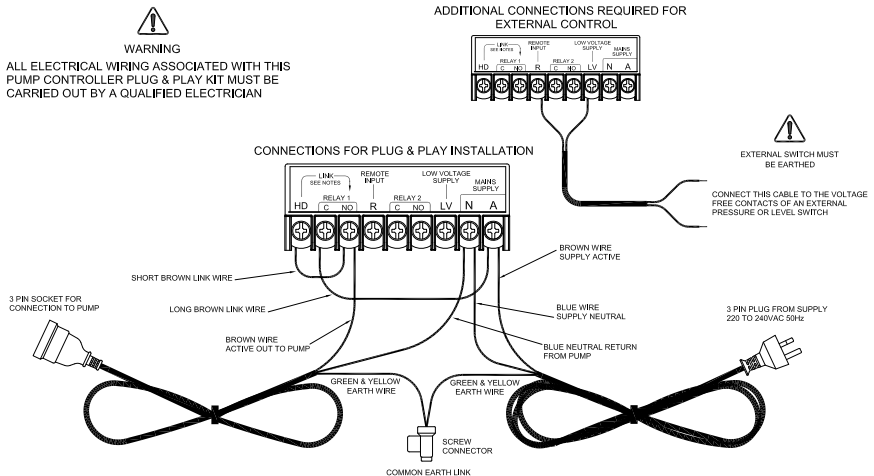 WARNING
ALL ELECTRICAL WIRING ASSOCIATED WITH THIS
PUMP CONTROLLER PLUG & PLAY KIT MUST BE
CARRIED OUT BY A QUALIFIED ELECTRICIAN
ADDITIONAL CONNECTIONS REQUIRED FOR
EXTERNAL CONTROL
LINK
SEE NOTES
REMOTE
INPUT
LOW VOLTAGE
SUPPLY
MAINS
SUPPLY
RELAY 1
RELAY 2
HD C NO R C NO LV N A
EXTERNAL SWITCH MUST
BE EARTHED
CONNECT THIS CABLE TO THE VOLTAGE
FREE CONTACTS OF AN EXTERNAL
PRESSURE OR LEVEL SWITCH
CONNECTIONS FOR PLUG & PLAY INSTALLATION
LINK
SEE NOTES
REMOTE
INPUT
LOW VOLTAGE
SUPPLY
MAINS
SUPPLY
RELAY 1
RELAY 2
HD C NO R C NO LV N A
BROWN WIRE
SUPPLY ACTIVE
SHORT BROWN LINK WIRE
LONG BROWN LINK WIRE
BLUE WIRE
SUPPLY NEUTRAL
3 PIN SOCKET FOR
CONNECTION TO PUMP
3 PIN PLUG FROM SUPPLY
220 TO 240VAC 50Hz
BROWN WIRE
ACTIVE OUT TO PUMP
BLUE NEUTRAL RETURN
FROM PUMP
GREEN & YELLOW
EARTH WIRE
GREEN & YELLOW
EARTH WIRE
SCREW
CONNECTOR
COMMON EARTH LINK